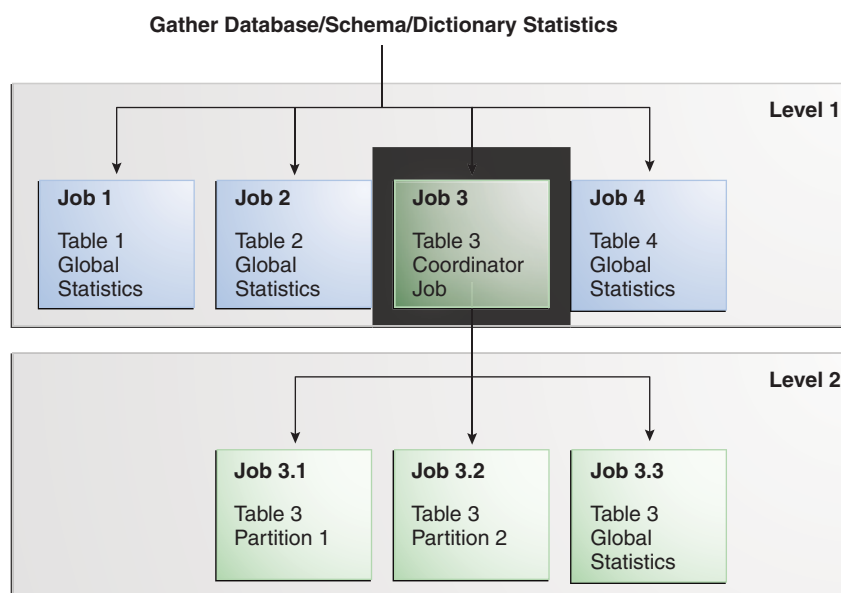 Gather Database/Schema/Dictionary Statistics
Level 1
Job 1
Table 1
Global
Statistics
Job 2
Table 2
Global
Statistics
Job 3
Table 3
Coordinator
Job
Job 4
Table 4
Global
Statistics
Level 2
Job 3.1
Table 3
Partition 1
Job 3.2
Table 3
Partition 2
Job 3.3
Table 3
Global
Statistics